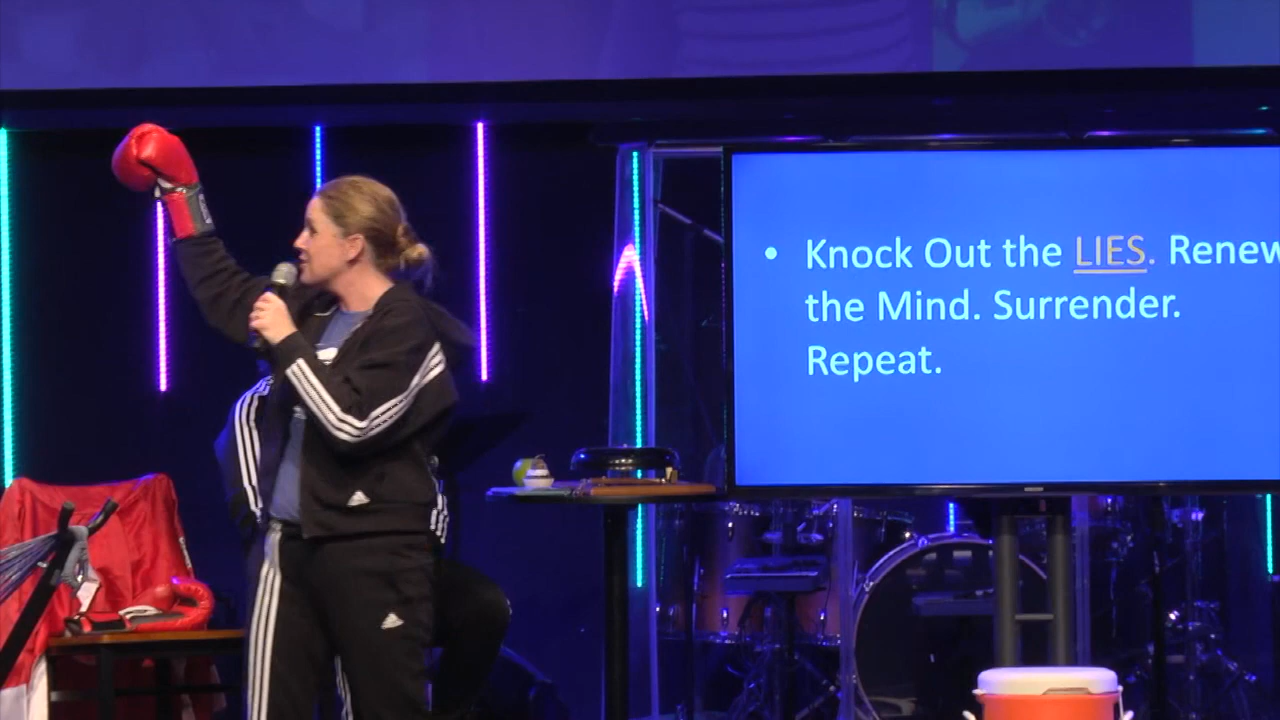 • Knock Out the LIES. Renew
the Mind. Surrender.
Repeat.